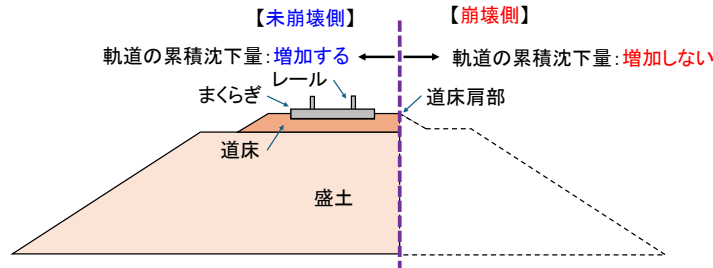 【未崩壊側】
【崩壊側】
軌道の累積沈下量：増加する
軌道の累積沈下量：増加しない
レール
まくらぎ
道床肩部
道床
盛土